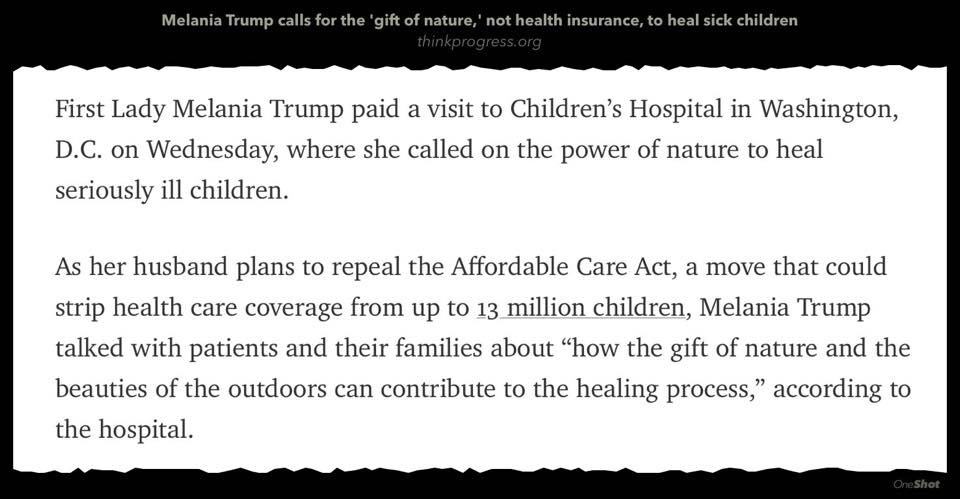 Melania Trump calls for the 'gift of nature,' not health insurance, to heal sick children
thinkprogress.org
First Lady Melania Trump paid a visit to Children’s Hospital in Washington,
D.C. on Wednesday, where she called on the power of nature to heal
seriously ill children.
As her husband plans to repeal the Affordable Care Act, a move that could
strip health care coverage from up to 13 million children, Melania Trump
talked with patients and their families about “how the gift of nature and the
beauties of the outdoors can contribute to the healing process,” according to
the hospital.
OneShot